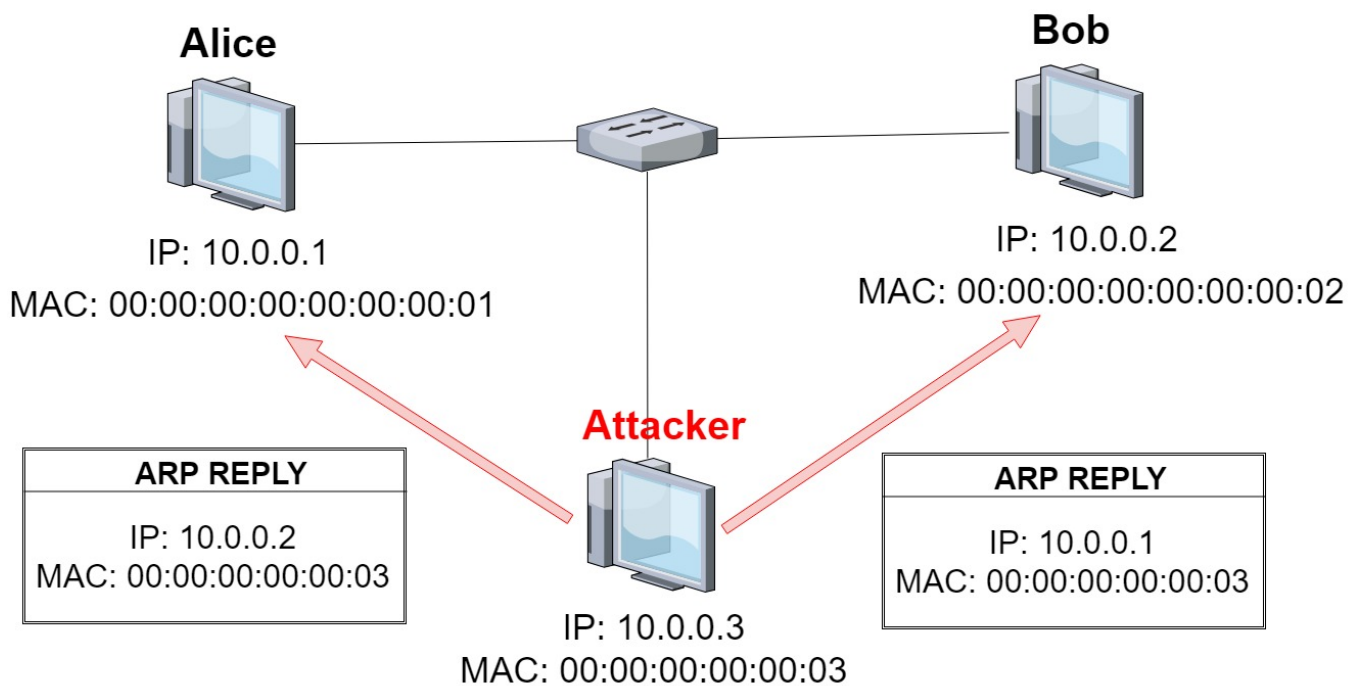 Alice
Bob
IP: 10.0.0.1
MAC: 00:00:00:00:00:00:00:01
IP: 10.0.0.2
MAC: 00:00:00:00:00:00:00:02
Attacker
ARP REPLY
IP: 10.0.0.2
MAC: 00:00:00:00:00:03
ARP REPLY
IP: 10.0.0.1
MAC: 00:00:00:00:00:03
IP: 10.0.0.3
MAC: 00:00:00:00:00:03